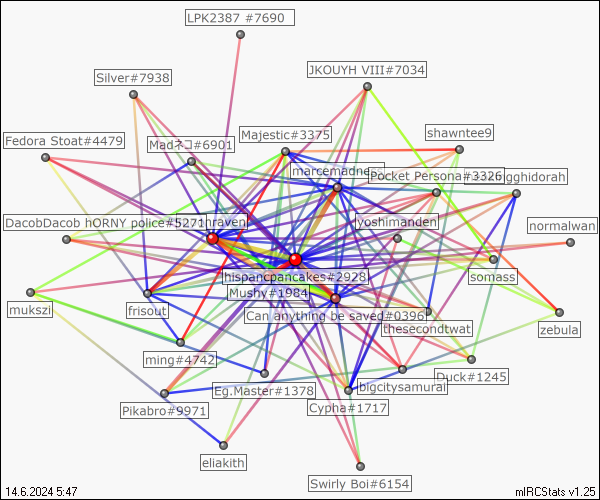 LPK2387 #7690
JKOUYH VIII#7034
Silver#7938
shawntee9
Majestic#3375
Fedora Stoat#4479
Madネコ#6901
marcemadne
Pocket Persona#3326
gghidorah
DacobDacob hORNY police#5271
nraven
yoshimanden
normalwan
somass
hispancpancakes#2928
Mushy#1984
mukszi
frisout
Can anything be saved#0396
thesecondtwat
zebula
ming#4742
Duck#1245
bigcitysamurai
Eg.Master#1378
Pikabro#9971
Cypha#1717
eliakith
Swirly Boi#6154
14.6.2024 5:47
mIRCStats v1.25